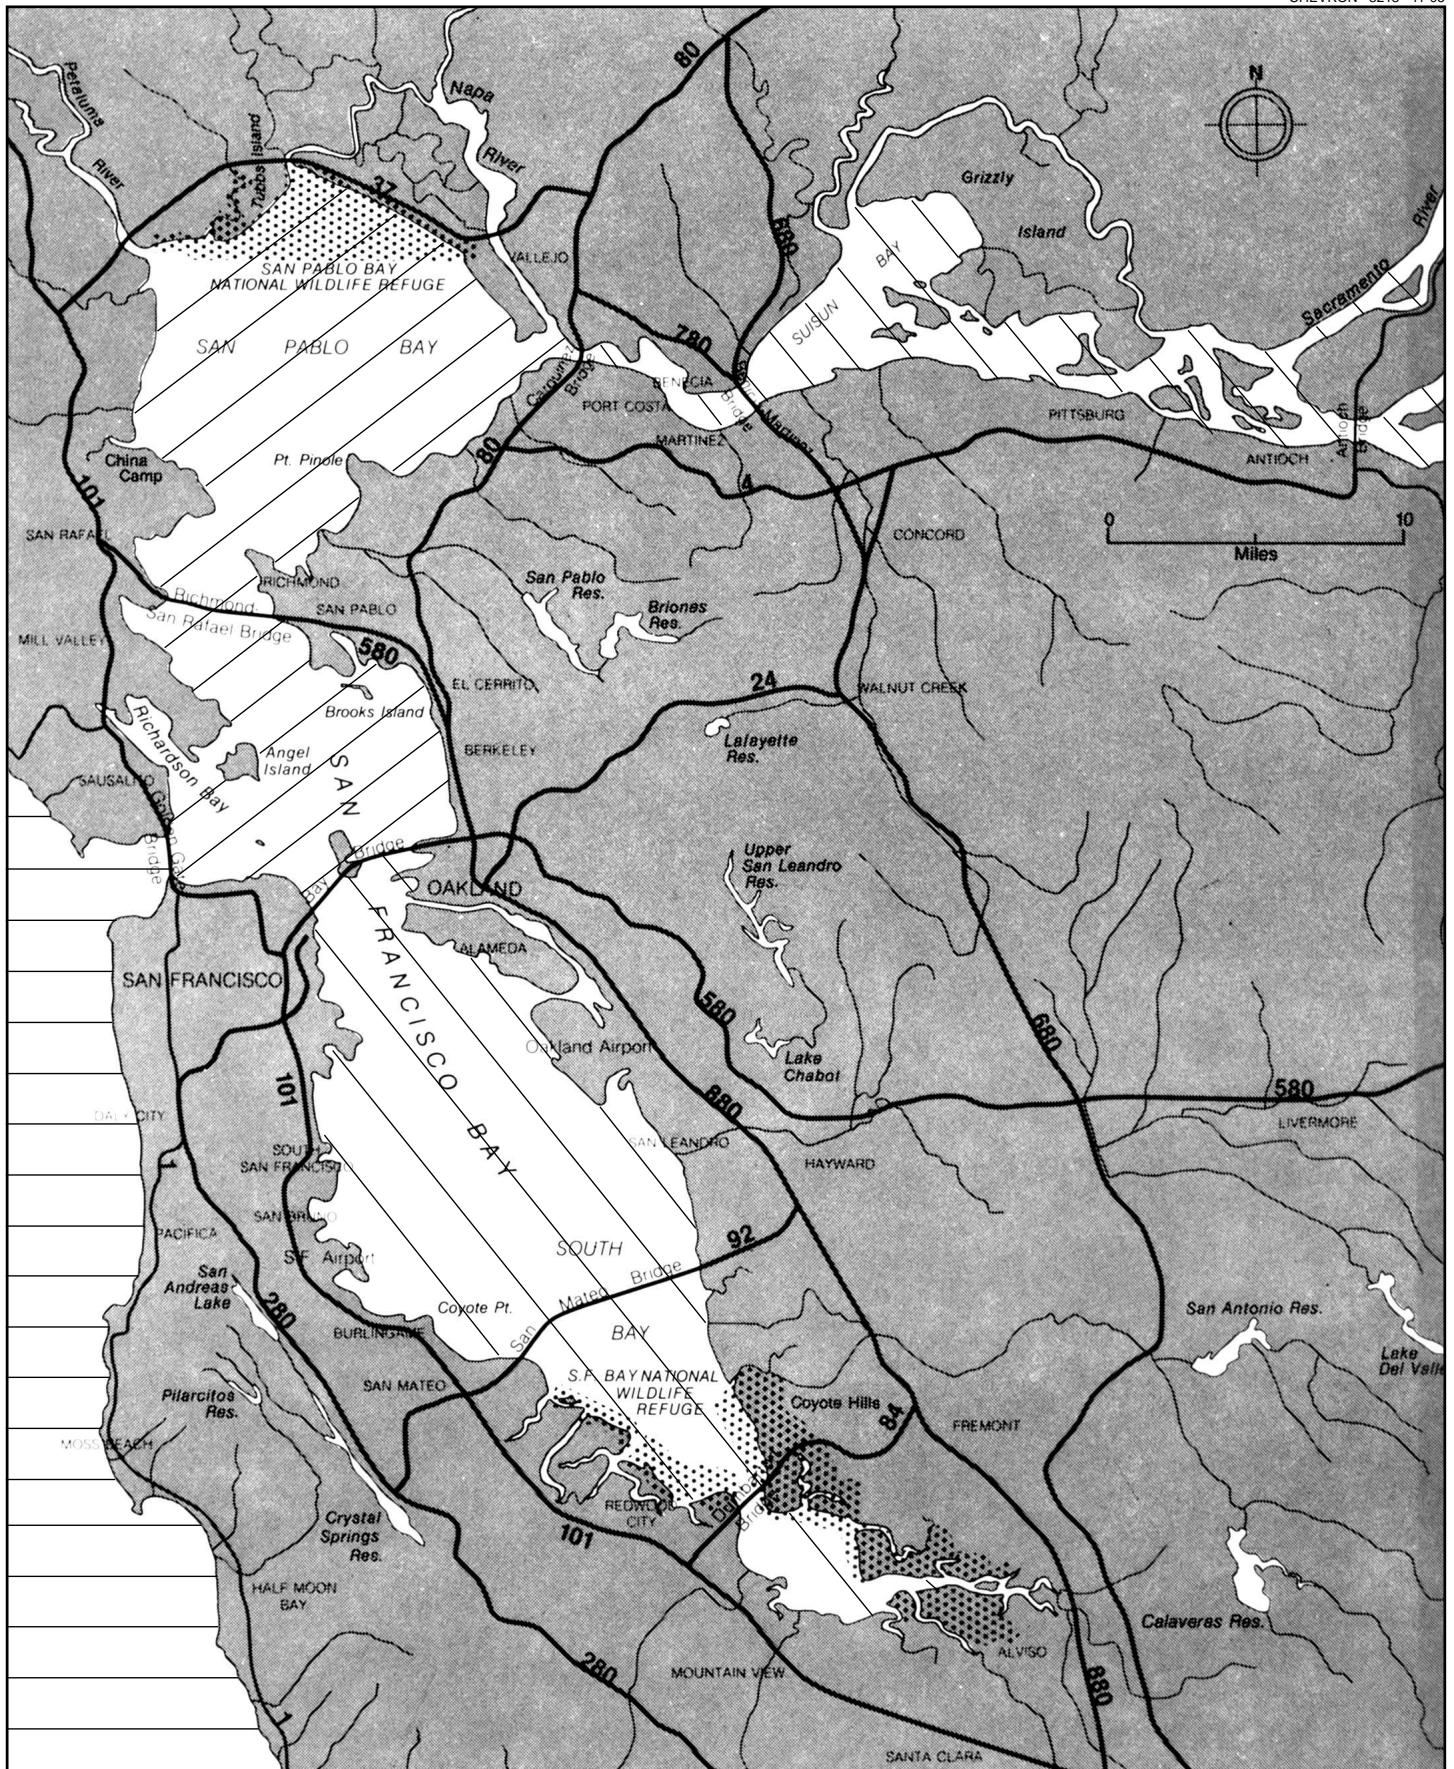 80
Petaluma
River
Napa
River
N
Tubbs Island
37
Grizzly
Island
River
680
BAY
SUISUN
Sacramento
VALLEJO
SAN PABLO BAY
NATIONAL WILDLIFE REFUGE
SAN PABLO BAY
780
Carquinez
Bridge
BENECIA
PORT COSTA
Martinez
Bridge
MARTINEZ
PITTSBURG
Antioch
Bridge
ANTIOCH
80
4
China
Camp
Pt. Pinole
101
SAN RAFAEL
CONCORD
0 10
Miles
RICHMOND
San Pablo
Res.
Richmond
San Rafael Bridge
SAN PABLO
Briones
Res.
MILL VALLEY
580
EL CERRITO
24
WALNUT CREEK
Richardson Bay
Brooks Island
Angel
Island
BERKELEY
Lafayette
Res.
SAUSALITO
Golden Gate
Bridge
SAN FRANCISCO BAY
Bay Bridge
OAKLAND
Upper
San Leandro
Res.
ALAMEDA
SAN FRANCISCO
580
680
Oakland Airport
Lake
Chabot
101
880
580
DALY CITY
LIVERMORE
SAN LEANDRO
HAYWARD
SOUTH
SAN FRANCISCO
1
SAN BRUNO
PACIFICA
S.F. Airport
92
SOUTH
San
Andreas
Lake
280
Coyote Pt.
San Mateo Bridge
BAY
San Antonio Res.
Lake
Del Valle
BURLINGAME
SAN MATEO
S.F. BAY NATIONAL
WILDLIFE
REFUGE
Pilarcitos
Res.
Coyote Hills
84
FREMONT
MOSS BEACH
Crystal
Springs
Res.
REDWOOD
CITY
Bridge
101
HALF MOON
BAY
Calaveras Res.
ALVISO
280
MOUNTAIN VIEW
880
1
SANTA CLARA